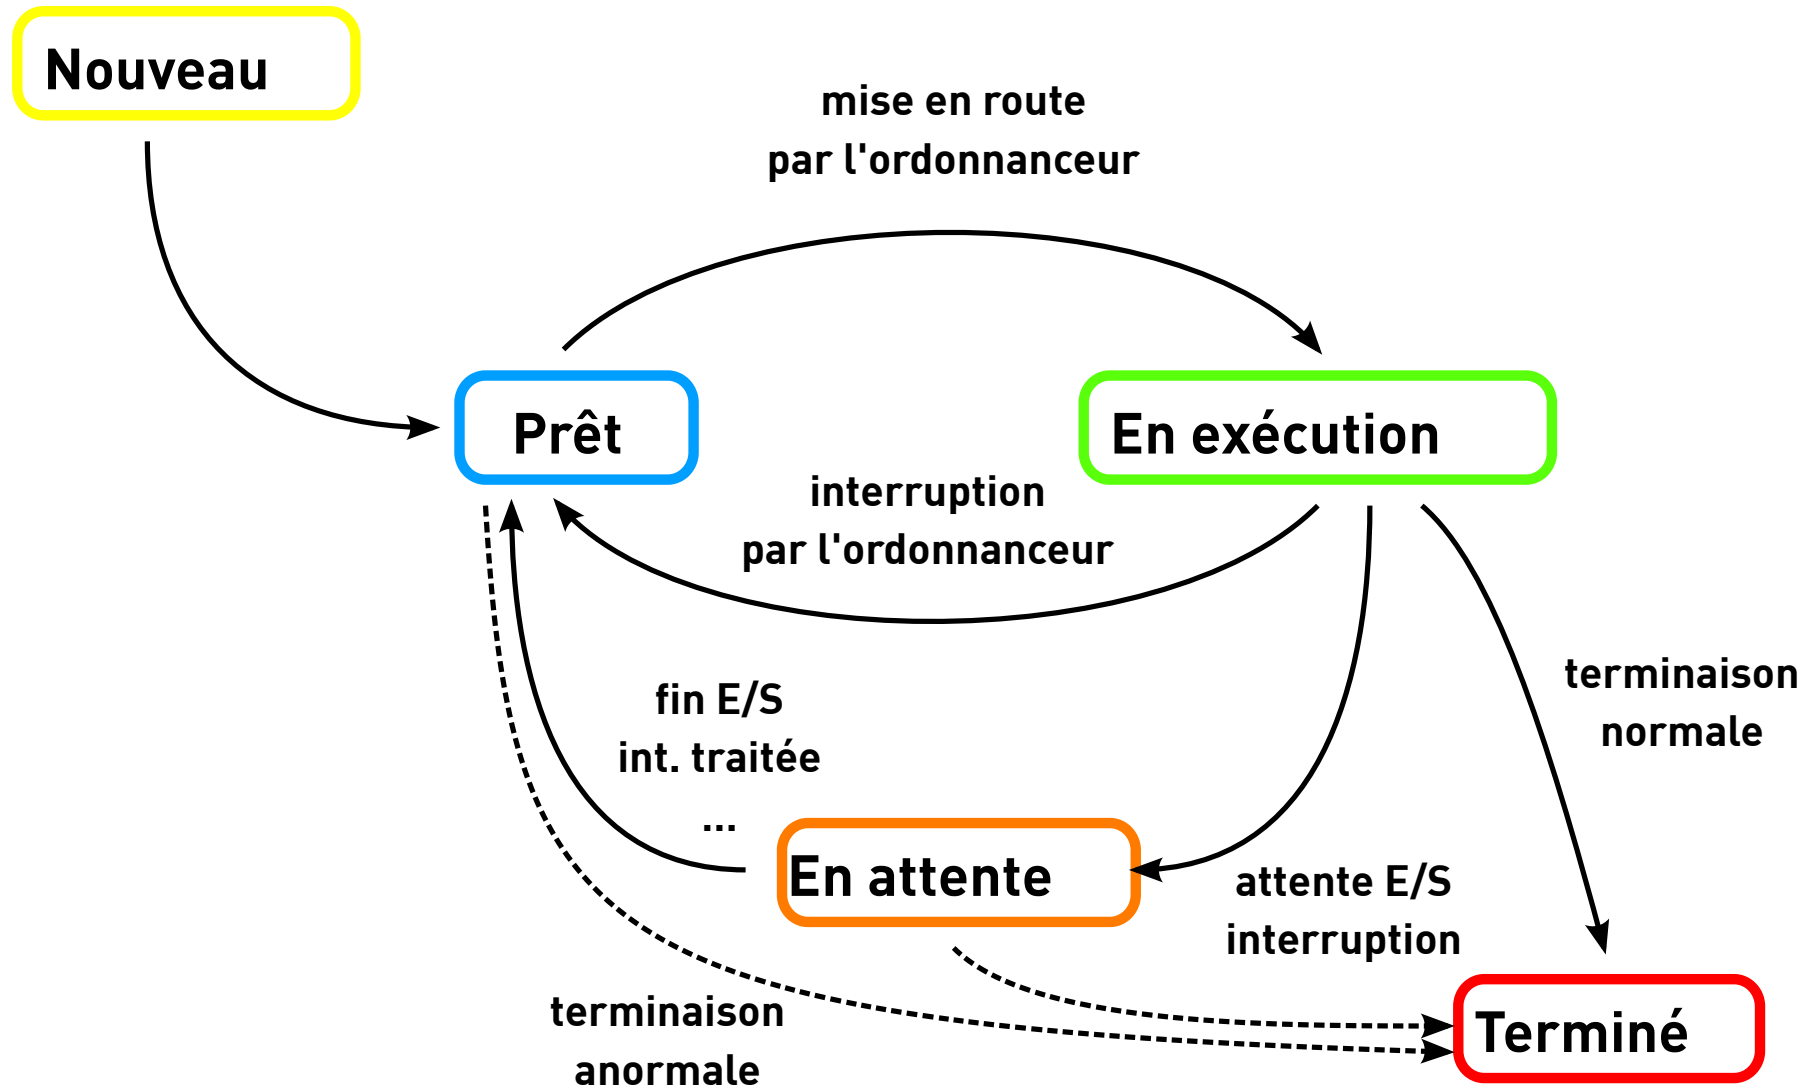 Nouveau
mise en route
par l'ordonnanceur
Prêt
En exécution
interruption
par l'ordonnanceur
fin E/S
int. traitée
...
terminaison
normale
En attente
attente E/S
interruption
terminaison
anormale
Terminé